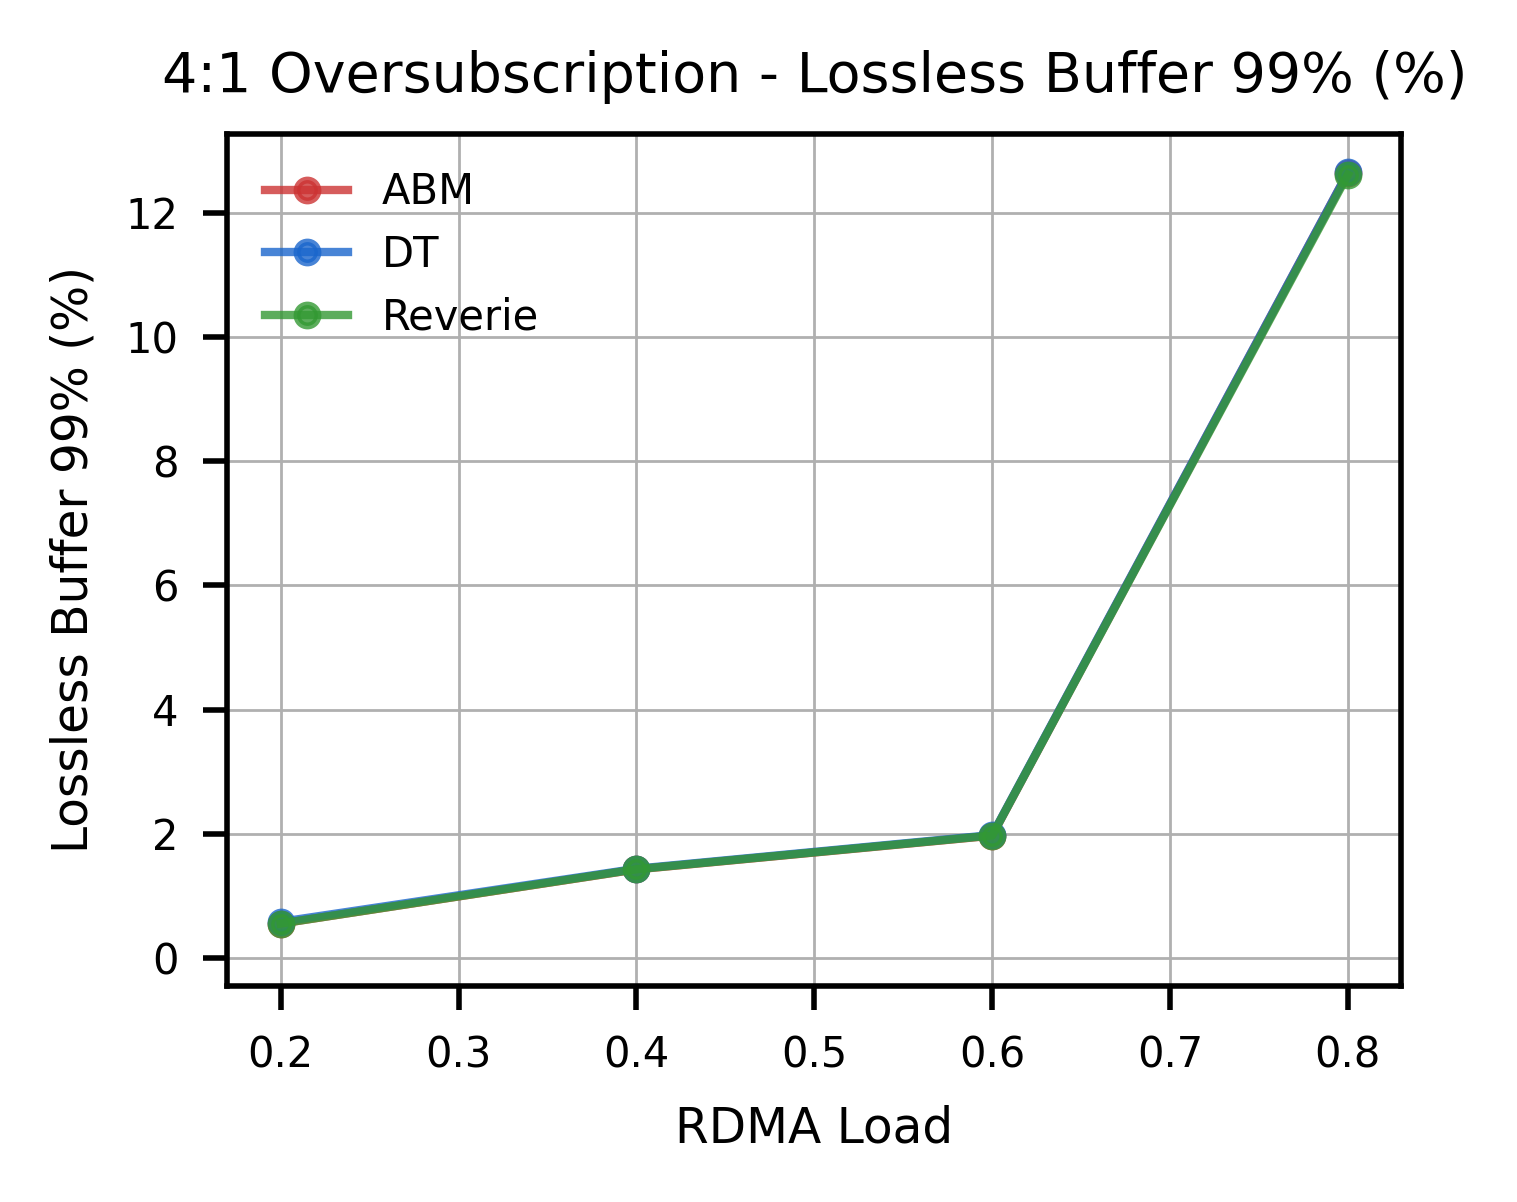 4:1 Oversubscription - Lossless Buffer 99% (%)
ABM
DT
Reverie
Lossless Buffer 99% (%)
12
10
8
6
4
2
0
0.2 0.3 0.4 0.5 0.6 0.7 0.8
RDMA Load